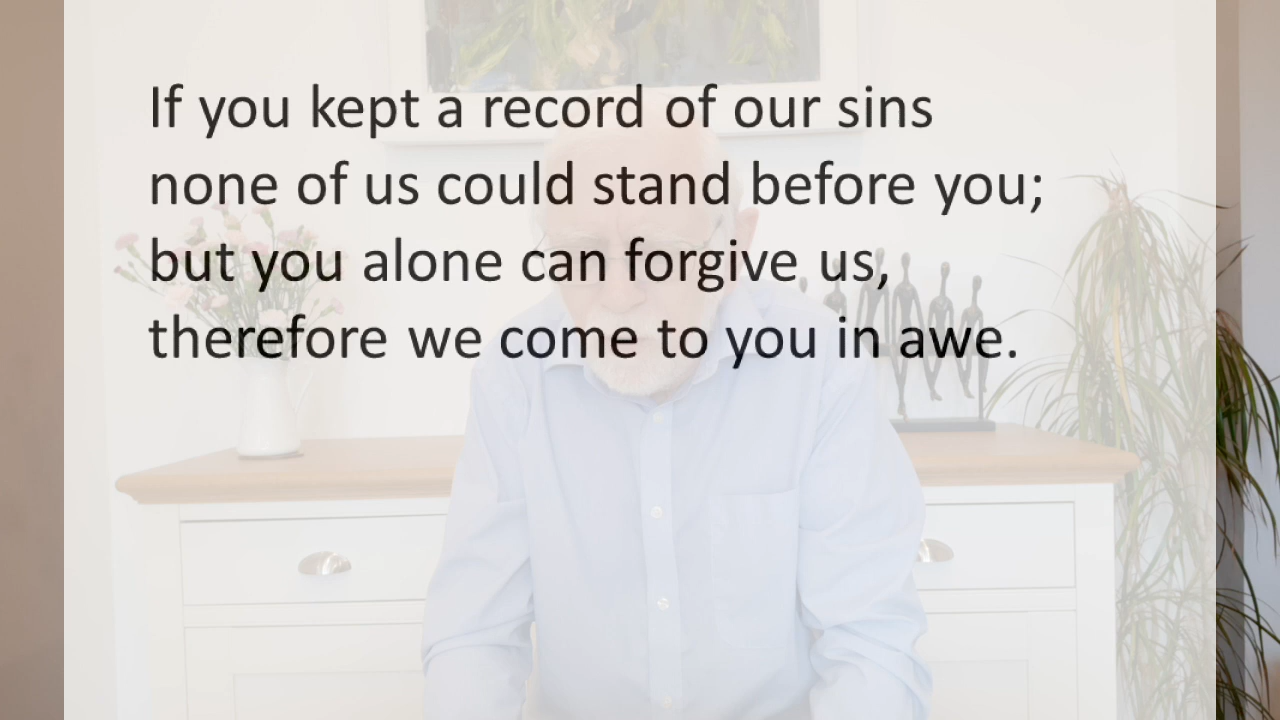 If you kept a record of our sins
none of us could stand before you;
but you alone can forgive us,
therefore we come to you in awe.